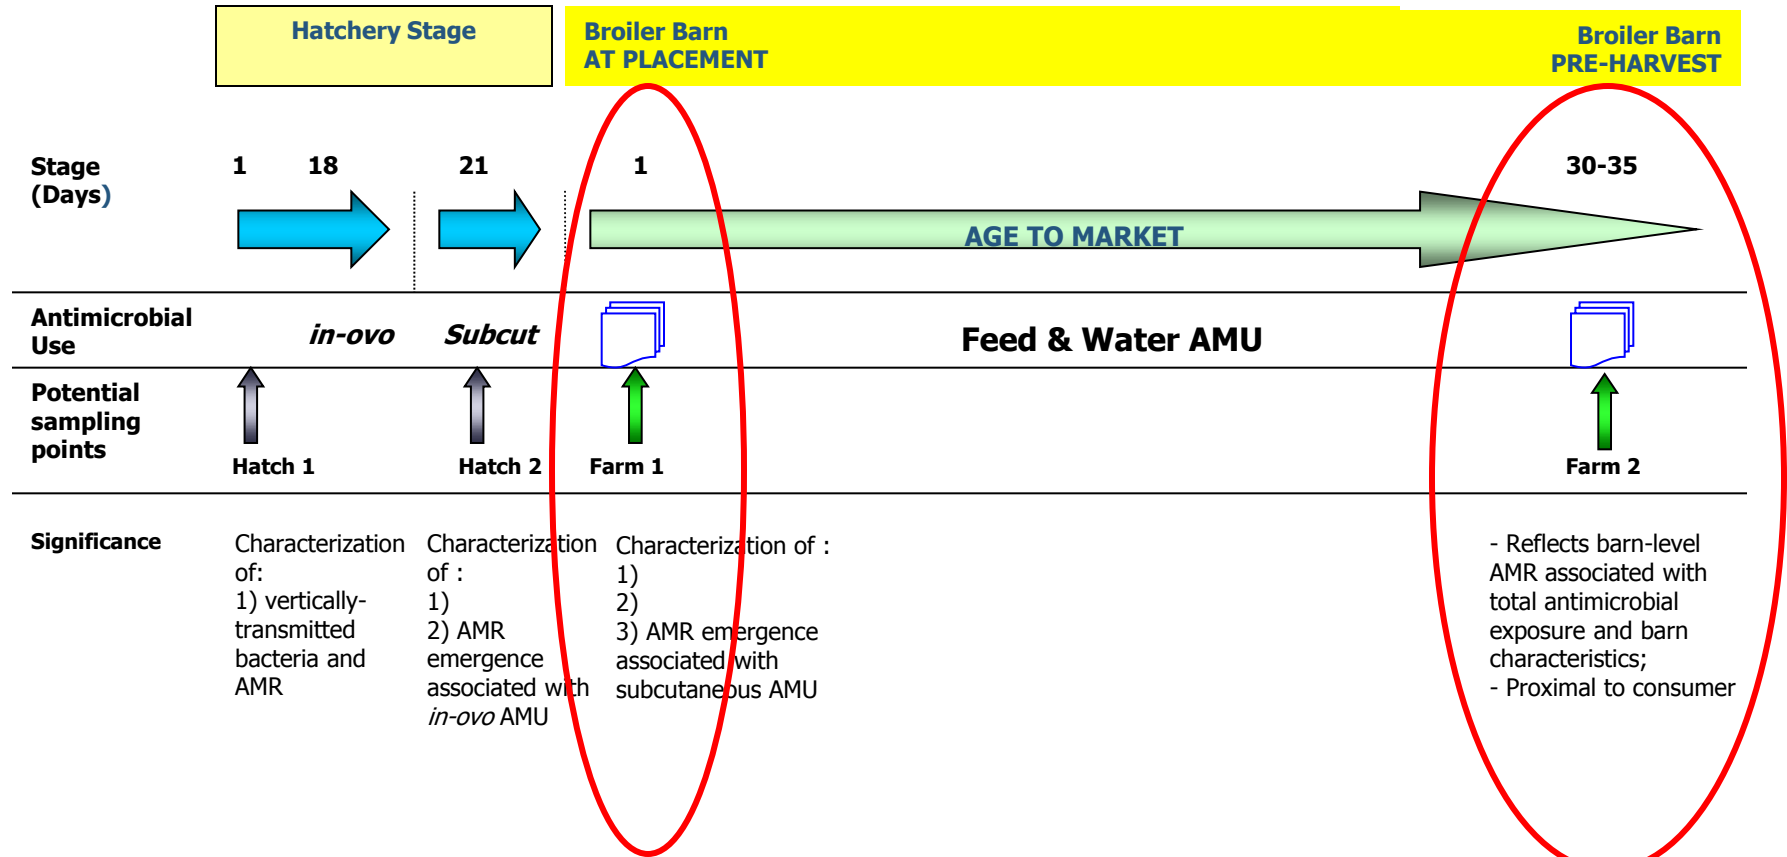 Hatchery Stage
Broiler Barn
AT PLACEMENT
Broiler Barn
PRE-HARVEST
Stage
(Days)
1
18
21
1
30-35
AGE TO MARKET
Antimicrobial
Use
in-ovo
Subcut
Feed & Water AMU
Potential
sampling
points
Hatch 1
Hatch 2
Farm 1
Farm 2
Significance
Characterization
of:
1) vertically-
transmitted
bacteria and
AMR
Characterization
of :
1)
2) AMR
emergence
associated with
in-ovo AMU
Characterization of :
1)
2)
3) AMR emergence
associated with
subcutaneous AMU
- Reflects barn-level
AMR associated with
total antimicrobial
exposure and barn
characteristics;
- Proximal to consumer